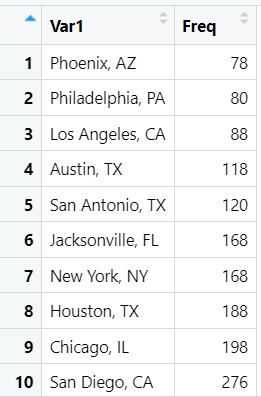 Var1 Freq
1 Phoenix, AZ 78
2 Philadelphia, PA 80
3 Los Angeles, CA 88
4 Austin, TX 118
5 San Antonio, TX 120
6 Jacksonville, FL 168
7 New York, NY 168
8 Houston, TX 188
9 Chicago, IL 198
10 San Diego, CA 276